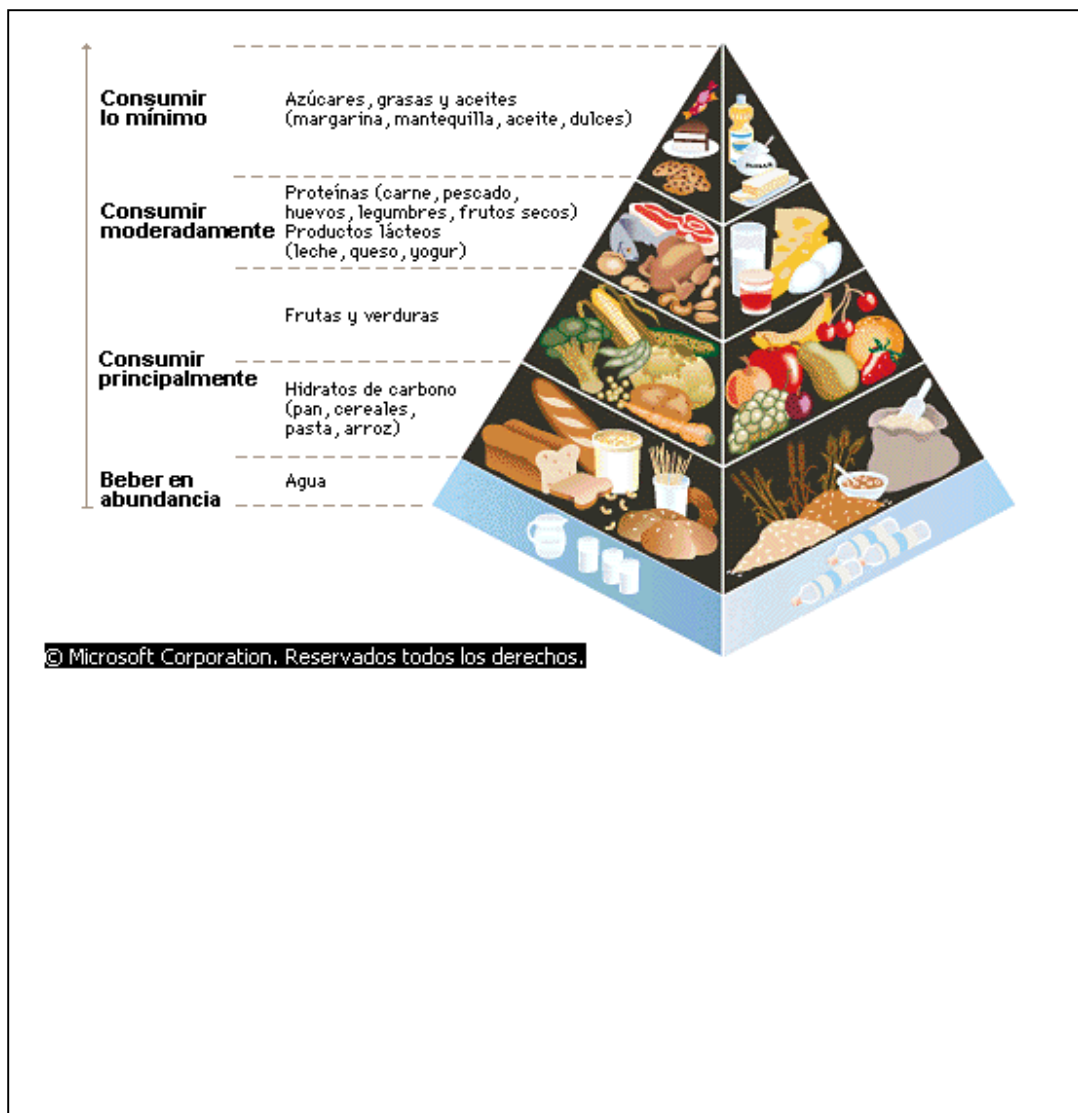 Consumir
lo mínimo
Azúcares, grasas y aceites
(margarina, mantequilla, aceite, dulces)
Consumir
moderadamente
Proteínas (carne, pescado,
huevos, legumbres, frutos secos)
Productos lácteos
(leche, queso, yogur)
Frutas y verduras
Consumir
principalmente
Hidratos de carbono
(pan, cereales,
pasta, arroz)
Beber en
abundancia
Agua
© Microsoft Corporation. Reservados todos los derechos.